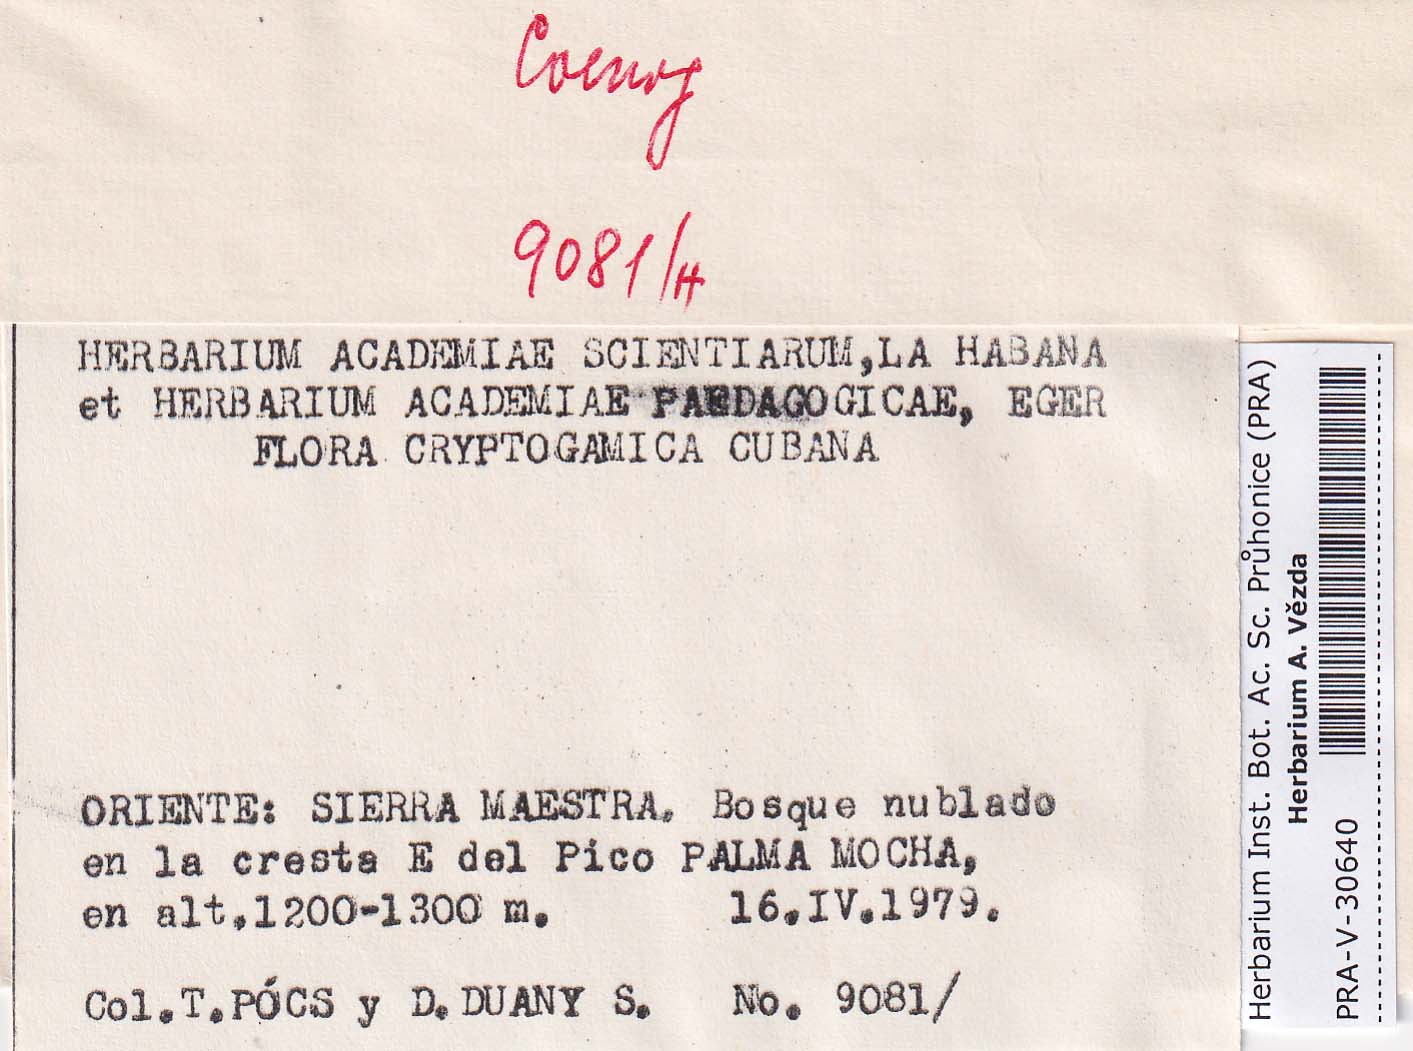 Coenog
9081/H
HERBARIUM ACADEMIAE SCIENTIARUM, LA HABANA
et HERBARIUM ACADEMIAE PAEDAGOGICAE, EGER
FLORA CRYPTOGAMICA CUBANA
ORIENTE: SIERRA MAESTRA. Bosque nublado
en la cresta E del Pico PALMA MOCHA,
en alt.1200-1300 m. 16.IV.1979.
Col.T.PÓCS y D.DUANY S. No. 9081/
Herbarium Inst. Bot. Ac. Sc. Průhonice (PRA)
Herbarium A. Vězda
PRA-V-30640